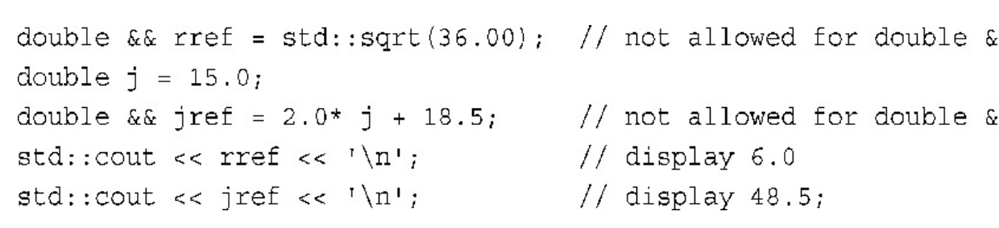 double && rref = std::sqrt(36.00);  // not allowed for double &
double j = 15.0;
double && jref = 2.0* j + 18.5;     // not allowed for double &
std::cout << rref << '\n';          // display 6.0
std::cout << jref << '\n';          // display 48.5;